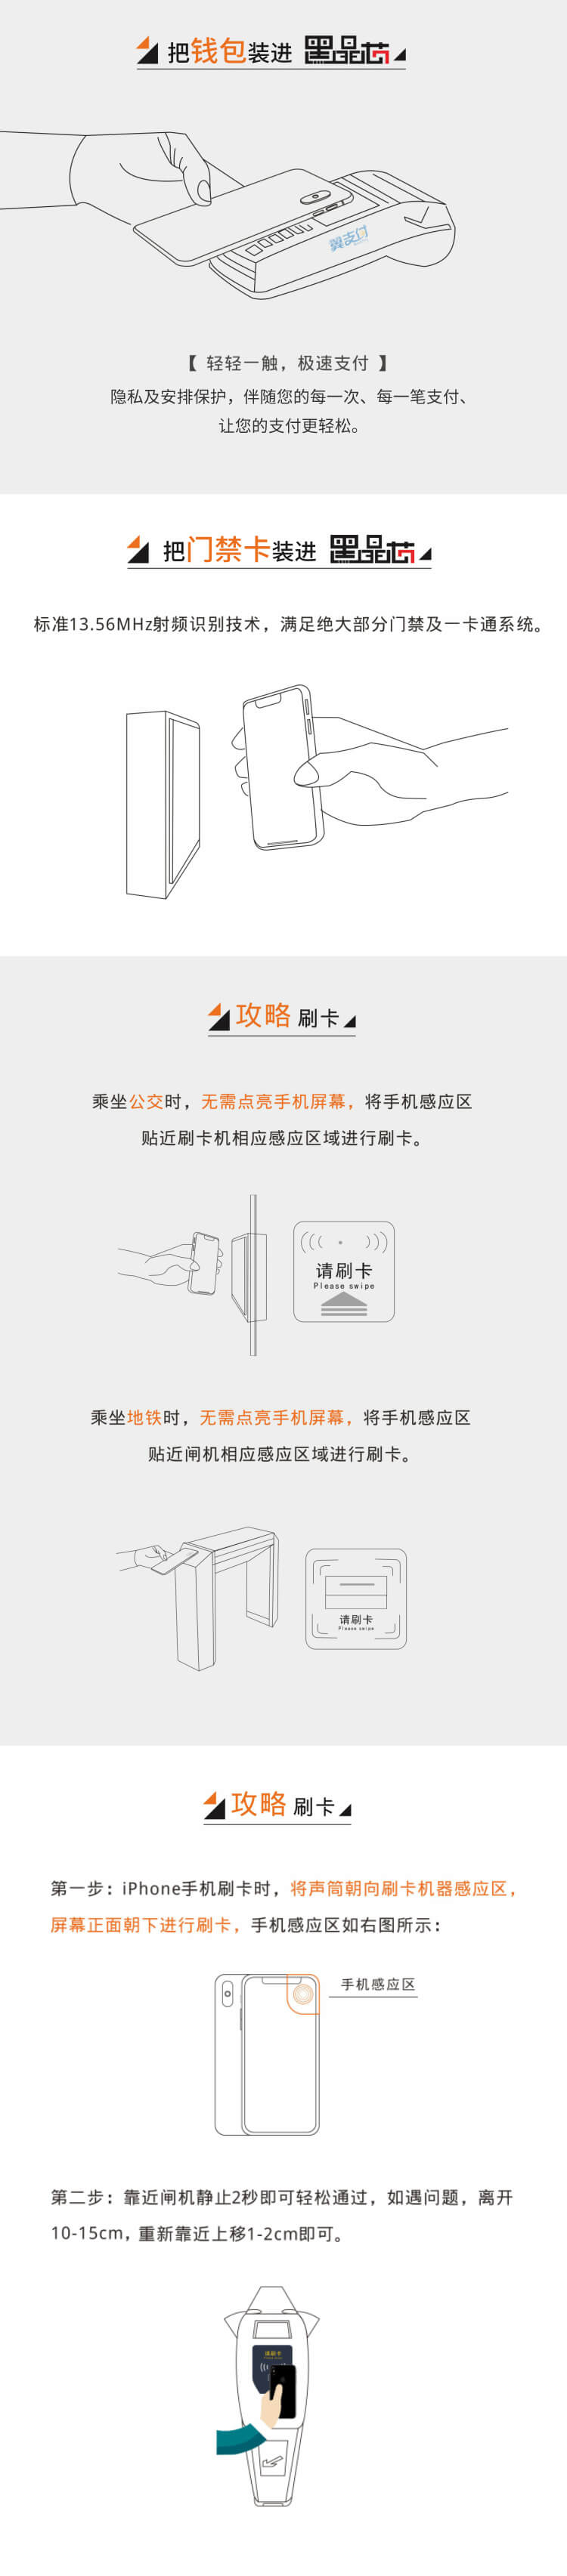 把钱包装进 黑晶芯
翼支付
【 轻轻一触，极速支付 】
隐私及安排保护，伴随您的每一次、每一笔支付、
让您的支付更轻松。
把门禁卡装进 黑晶芯
标准13.56MHz射频识别技术，满足绝大部分门禁及一卡通系统。
攻略 刷卡
乘坐公交时，无需点亮手机屏幕，将手机感应区
贴近刷卡机相应感应区域进行刷卡。
请刷卡
Please swipe
乘坐地铁时，无需点亮手机屏幕，将手机感应区
贴近闸机相应感应区域进行刷卡。
请刷卡
Please swipe
攻略 刷卡
第一步：iPhone手机刷卡时，将声筒朝向刷卡机器感应区，
屏幕正面朝下进行刷卡，手机感应区如右图所示：
手机感应区
第二步：靠近闸机静止2秒即可轻松通过，如遇问题，离开
10-15cm，重新靠近上移1-2cm即可。
请刷卡